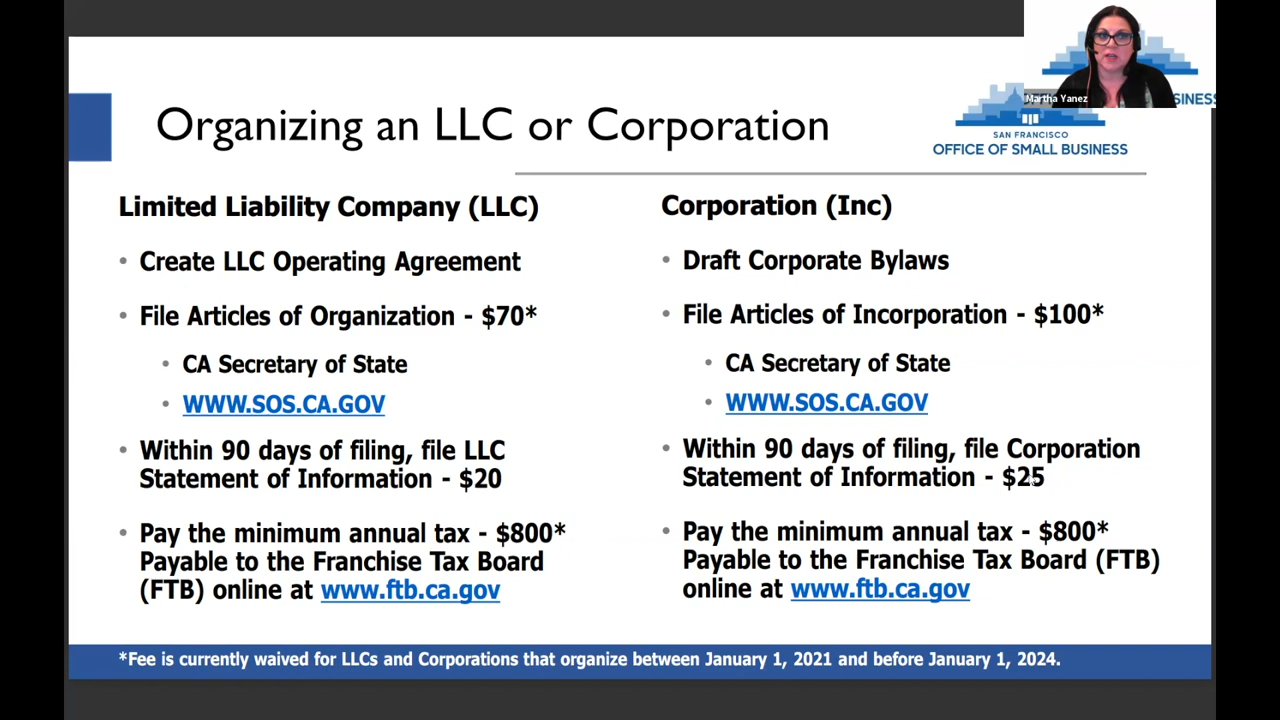 Martha Yanez
INESS
Organizing an LLC or Corporation
SAN FRANCISCO
OFFICE OF SMALL BUSINESS
Limited Liability Company (LLC)
• Create LLC Operating Agreement
• File Articles of Organization - $70*
• CA Secretary of State
• WWW.SOS.CA.GOV
• Within 90 days of filing, file LLC
Statement of Information - $20
• Pay the minimum annual tax - $800*
Payable to the Franchise Tax Board
(FTB) online at www.ftb.ca.gov
Corporation (Inc)
• Draft Corporate Bylaws
• File Articles of Incorporation - $100*
• CA Secretary of State
• WWW.SOS.CA.GOV
• Within 90 days of filing, file Corporation
Statement of Information - $25
• Pay the minimum annual tax - $800*
Payable to the Franchise Tax Board (FTB)
online at www.ftb.ca.gov
*Fee is currently waived for LLCs and Corporations that organize between January 1, 2021 and before January 1, 2024.